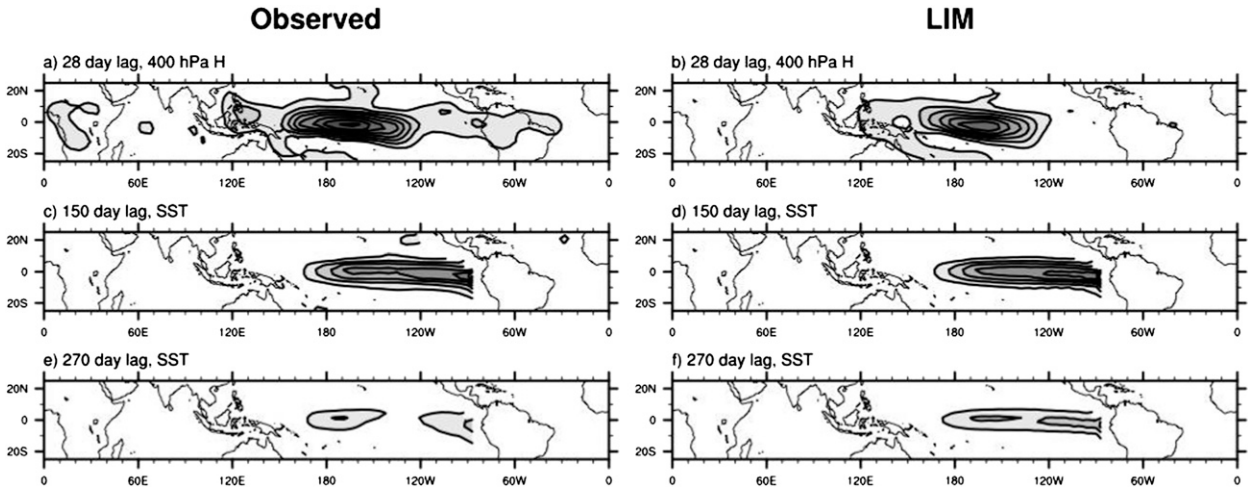 Observed LIM
a) 28 day lag, 400 hPa H b) 28 day lag, 400 hPa H
20N 20N
0 0
20S 20S
0 60E 120E 180 120W 60W 0 0 60E 120E 180 120W 60W 0
c) 150 day lag, SST d) 150 day lag, SST
20N 20N
0 0
20S 20S
0 60E 120E 180 120W 60W 0 0 60E 120E 180 120W 60W 0
e) 270 day lag, SST f) 270 day lag, SST
20N 20N
0 0
20S 20S
0 60E 120E 180 120W 60W 0 0 60E 120E 180 120W 60W 0